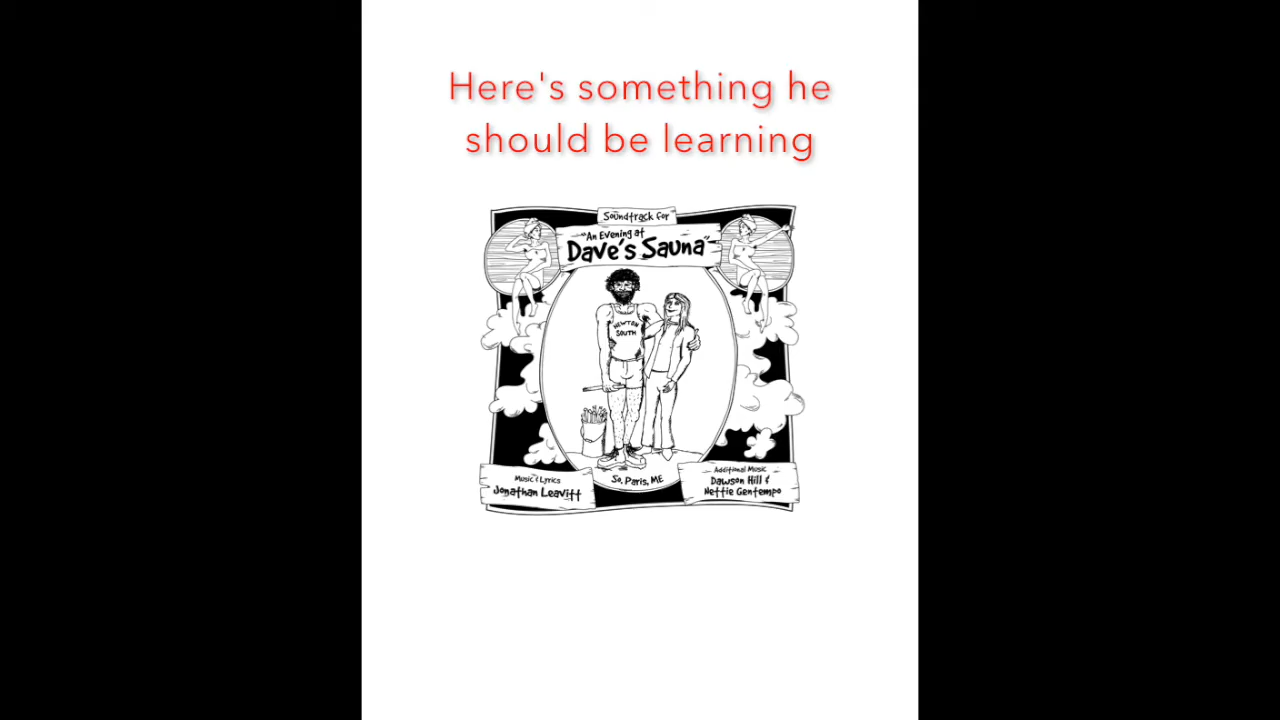 Here's something he
should be learning
Soundtrack for
"An Evening at
Dave's Sauna"
NEWTON
SOUTH
So. Paris, ME
Music & Lyrics
Jonathan Leavitt
Additional Music
Dawson Hill &
Nettie Gentempo